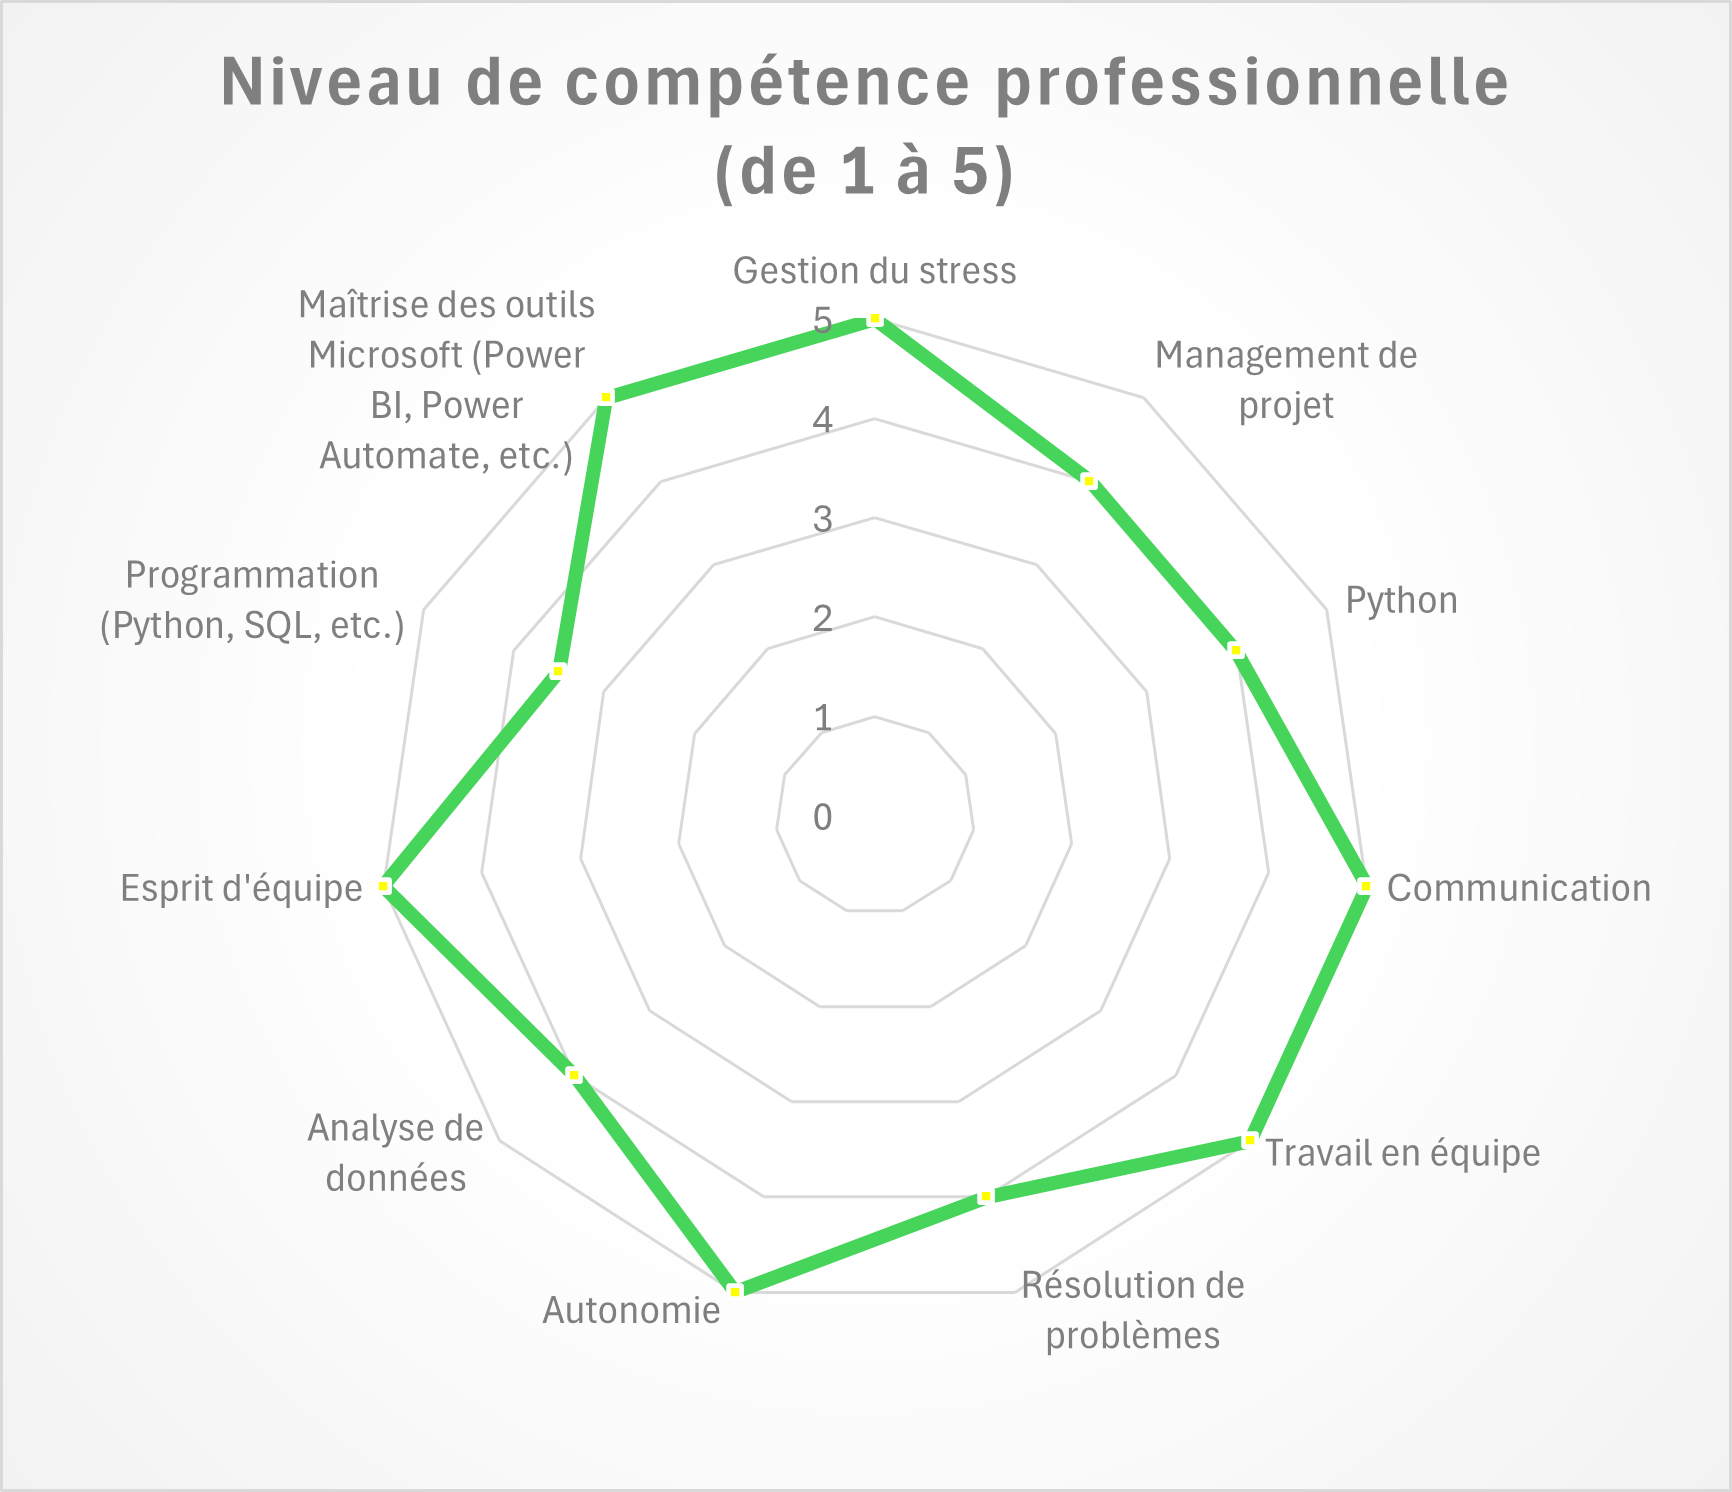 Niveau de compétence professionnelle
(de 1 à 5)
Gestion du stress
Management de
projet
Python
Communication
Travail en équipe
Résolution de
problèmes
Autonomie
Analyse de
données
Esprit d'équipe
Programmation
(Python, SQL, etc.)
Maîtrise des outils
Microsoft (Power
BI, Power
Automate, etc.)
5
4
3
2
1
0